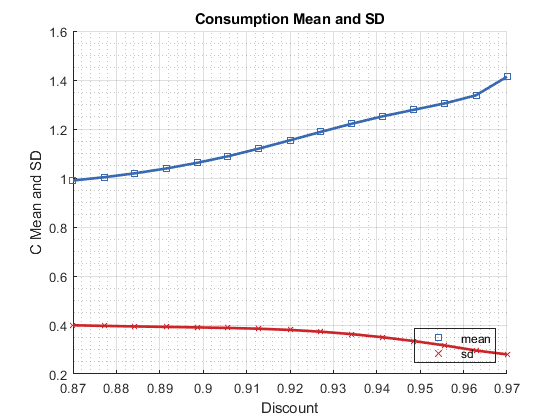 Consumption Mean and SD
1.6
1.4
1.2
1
0.8
0.6
0.4
0.2
C Mean and SD
mean
sd
0.87 0.88 0.89 0.9 0.91 0.92 0.93 0.94 0.95 0.96 0.97
Discount